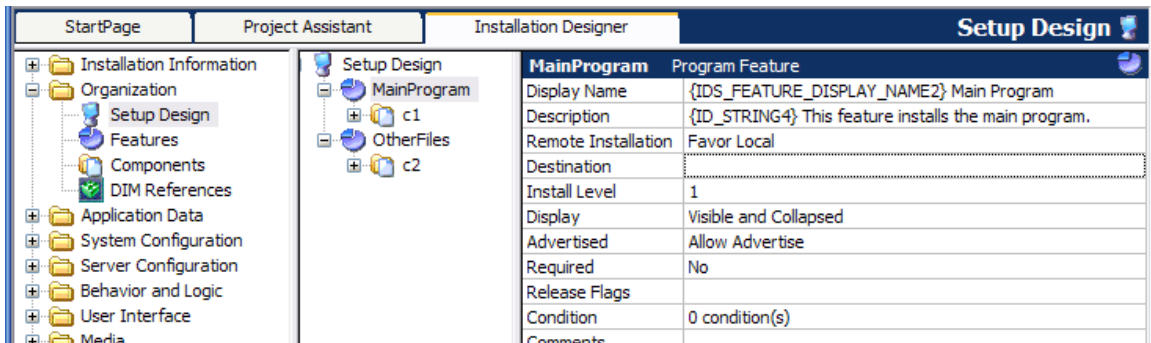 StartPage
Project Assistant
Installation Designer
Setup Design
Installation Information
Organization
Setup Design
Features
Components
DIM References
Application Data
System Configuration
Server Configuration
Behavior and Logic
User Interface
Media
Setup Design
MainProgram
c1
OtherFiles
c2
MainProgram Program Feature
Display Name {IDS_FEATURE_DISPLAY_NAME2} Main Program
Description {ID_STRING4} This feature installs the main program.
Remote Installation Favor Local
Destination
Install Level 1
Display Visible and Collapsed
Advertised Allow Advertise
Required No
Release Flags
Condition 0 condition(s)
Comments